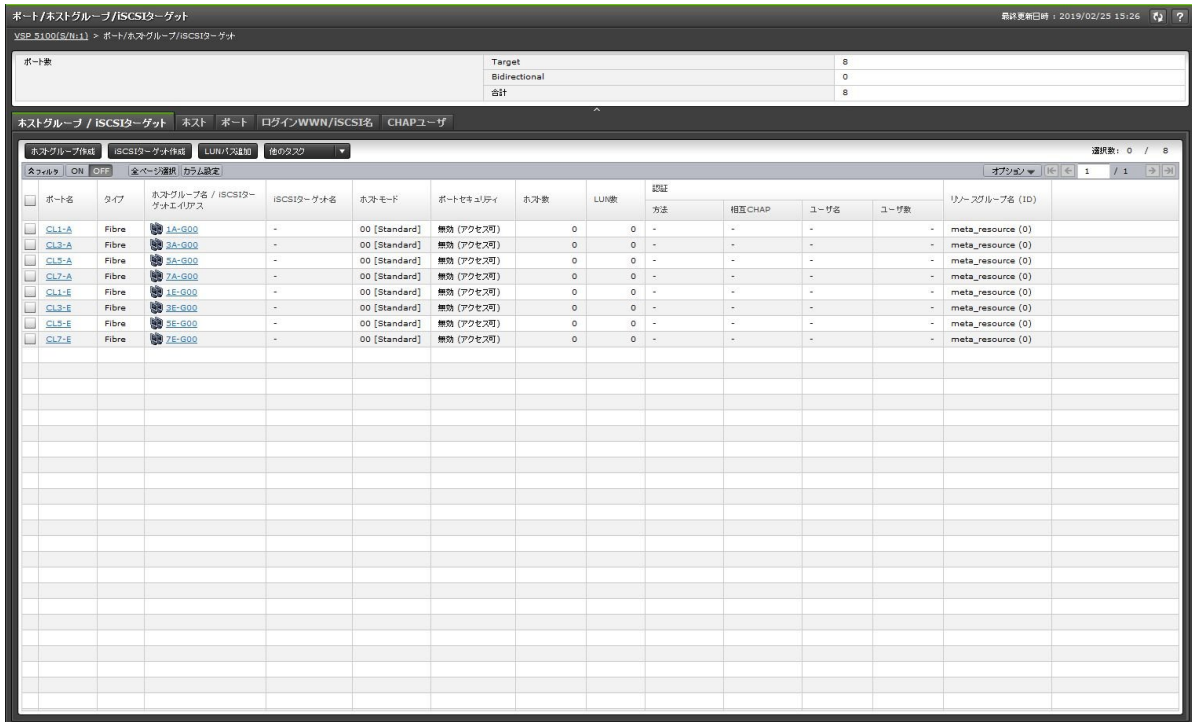 ポート/ホストグループ/iSCSIターゲット
最終更新日時 : 2019/02/25 15:26
?
VSP 5100(S/N:1) > ポート/ホストグループ/iSCSIターゲット
ポート数
Target 8
Bidirectional 0
合計 8
ホストグループ / iSCSIターゲット ホスト ポート ログインWWN/iSCSI名 CHAPユーザ
ホストグループ作成 iSCSIターゲット作成 LUNパス追加 他のタスク 選択数: 0 / 8
フィルタ ON OFF 全ページ選択 カラム設定 オプション 1 / 1
ポート名 タイプ ホストグループ名 / iSCSIターゲットエイリアス iSCSIターゲット名 ホストモード ポートセキュリティ ホスト数 LUN数 認証 リソースグループ名 (ID)
方法 相互CHAP ユーザ名 ユーザ数
CL1-A Fibre 1A-G00 - 00 [Standard] 無効 (アクセス可) 0 0 - - - - meta_resource (0)
CL3-A Fibre 3A-G00 - 00 [Standard] 無効 (アクセス可) 0 0 - - - - meta_resource (0)
CL5-A Fibre 5A-G00 - 00 [Standard] 無効 (アクセス可) 0 0 - - - - meta_resource (0)
CL7-A Fibre 7A-G00 - 00 [Standard] 無効 (アクセス可) 0 0 - - - - meta_resource (0)
CL1-E Fibre 1E-G00 - 00 [Standard] 無効 (アクセス可) 0 0 - - - - meta_resource (0)
CL3-E Fibre 3E-G00 - 00 [Standard] 無効 (アクセス可) 0 0 - - - - meta_resource (0)
CL5-E Fibre 5E-G00 - 00 [Standard] 無効 (アクセス可) 0 0 - - - - meta_resource (0)
CL7-E Fibre 7E-G00 - 00 [Standard] 無効 (アクセス可) 0 0 - - - - meta_resource (0)